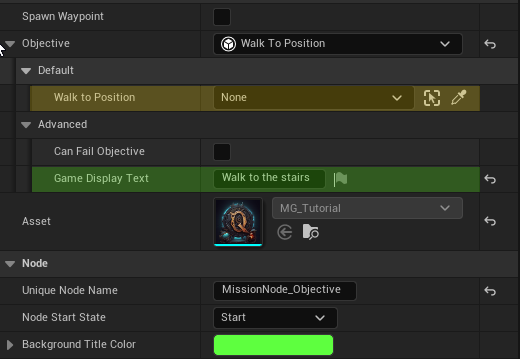 Spawn Waypoint
Objective
Walk To Position
Default
Walk to Position
None
Advanced
Can Fail Objective
Game Display Text
Walk to the stairs
Asset
MG_Tutorial
Node
Unique Node Name
MissionNode_Objective
Node Start State
Start
Background Title Color